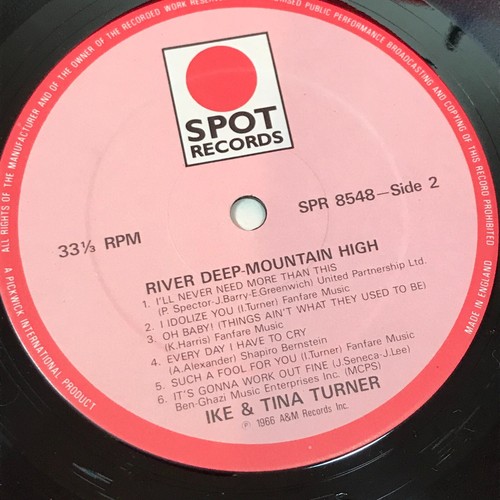 ALL RIGHTS OF THE MANUFACTURER AND OF THE OWNER OF THE RECORDED WORK RESERVED
PUBLIC PERFORMANCE BROADCASTING AND COPYING OF THIS RECORD PROHIBITED
SPOT
RECORDS
SPR 8548—Side 2
33⅓ RPM
RIVER DEEP-MOUNTAIN HIGH
1. I'LL NEVER NEED MORE THAN THIS
(P. Spector-J.Barry-E.Greenwich) United Partnership Ltd.
2. I IDOLIZE YOU (I.Turner) Fanfare Music
3. OH BABY! (THINGS AIN'T WHAT THEY USED TO BE)
(K.Harris) Fanfare Music
4. EVERY DAY I HAVE TO CRY
(A.Alexander) Shapiro Bernstein
5. SUCH A FOOL FOR YOU (I.Turner) Fanfare Music
6. IT'S GONNA WORK OUT FINE (J.Seneca-J.Lee)
Ben-Ghazi Music Enterprises Inc. (MCPS)
IKE & TINA TURNER
℗ 1966 A&M Records Inc.
A PICKWICK INTERNATIONAL PRODUCT
MADE IN ENGLAND